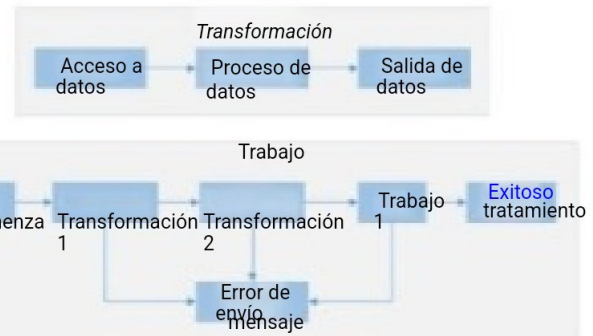 Transformación
Acceso a
datos
Proceso de
datos
Salida de
datos
Trabajo
Transformación
1
Transformación
2
Trabajo
1
Exitoso
tratamiento
Error de
envío
mensaje